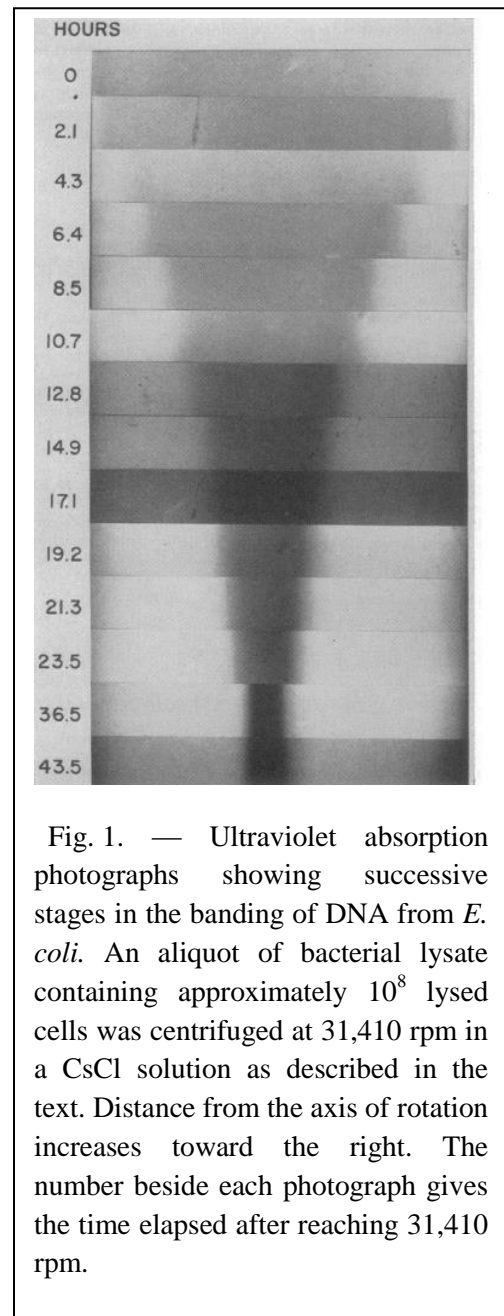 HOURS
0
2.1
4.3
6.4
8.5
10.7
12.8
14.9
17.1
19.2
21.3
23.5
36.5
43.5
Fig. 1. — Ultraviolet absorption
photographs showing successive
stages in the banding of DNA from E.
coli. An aliquot of bacterial lysate
containing approximately 10⁸ lysed
cells was centrifuged at 31,410 rpm in
a CsCl solution as described in the
text. Distance from the axis of rotation
increases toward the right. The
number beside each photograph gives
the time elapsed after reaching 31,410
rpm.